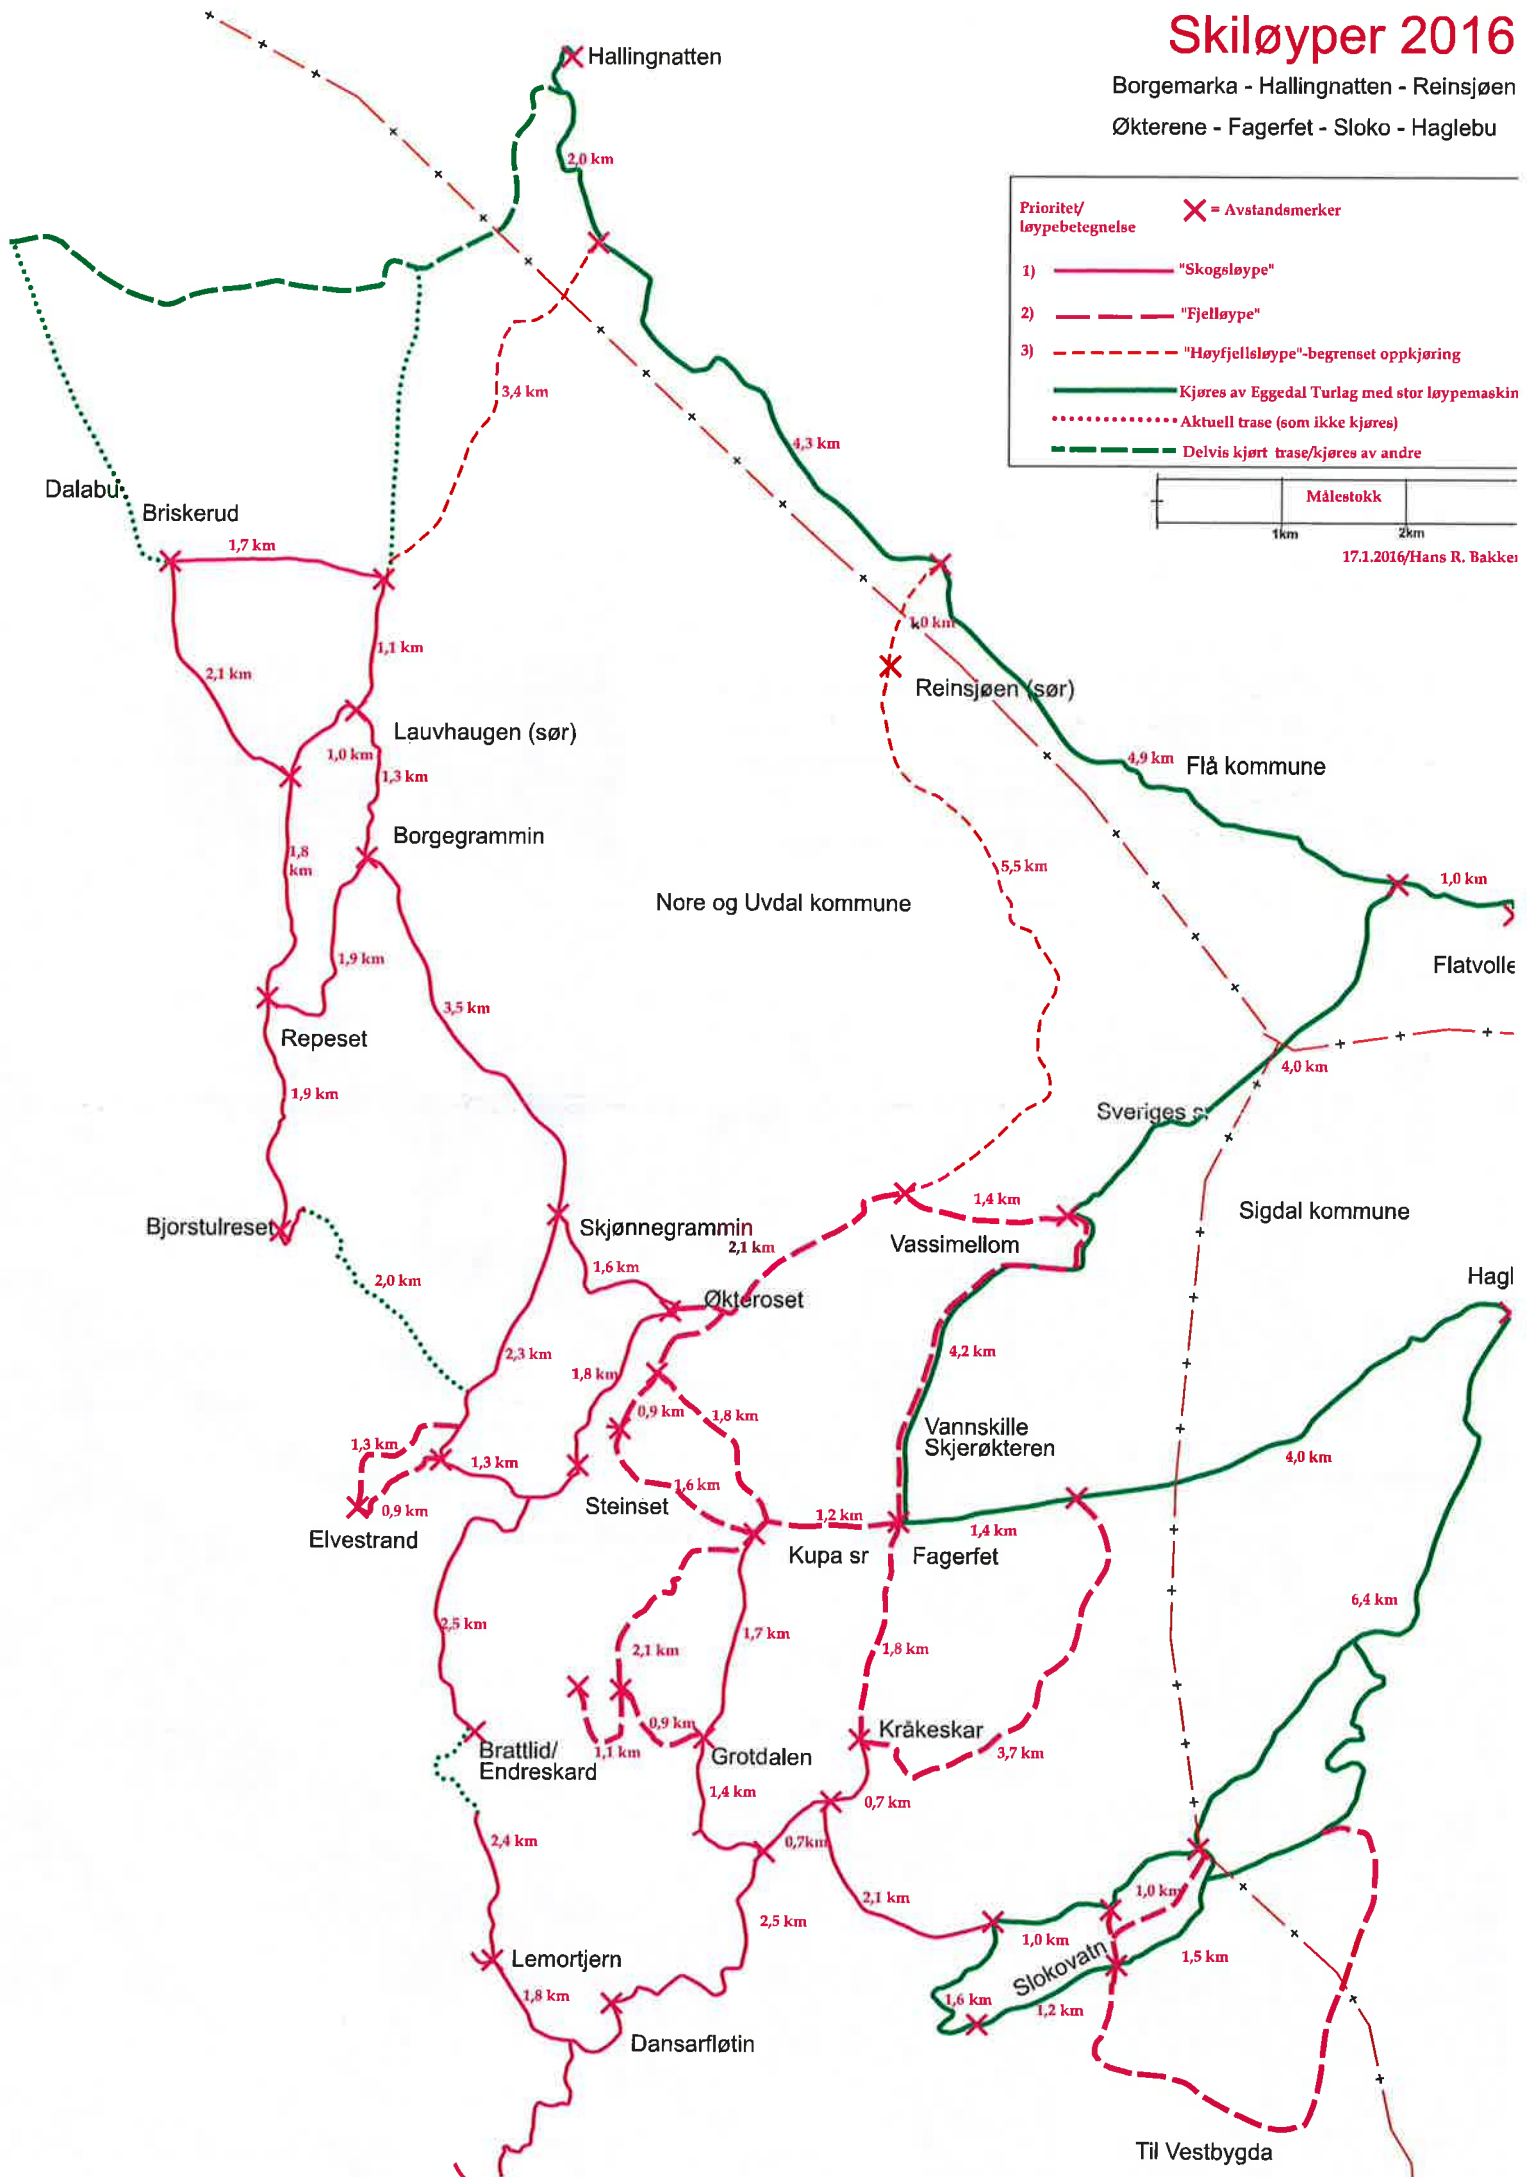 Skiløyper 2016
Borgemarka - Hallingnatten - Reinsjøen
Økterene - Fagerfet - Sloko - Haglebu
Prioritet/
løypebetegnelse
= Avstandsmerker
1) "Skogsløype"
2) "Fjelløype"
3) "Høyfjellsløype"-begrenset oppkjøring
Kjøres av Eggedal Turlag med stor løypemaskin
Aktuell trase (som ikke kjøres)
Delvis kjørt trase/kjøres av andre
Målestokk
1km 2km
17.1.2016/Hans R. Bakken
Hallingnatten
2,0 km
3,4 km
4,3 km
Dalabu
Briskerud
1,7 km
1,0 km
1,1 km
2,1 km
Reinsjøen (sør)
Lauvhaugen (sør)
1,0 km
1,3 km
4,9 km
Flå kommune
Borgegrammin
1,8
km
5,5 km
1,0 km
Nore og Uvdal kommune
1,9 km
Flatvolle
3,5 km
Repeset
4,0 km
1,9 km
Sveriges s.
1,4 km
Sigdal kommune
Bjorstulreset
Skjønnegrammin
2,1 km
Vassimellom
1,6 km
2,0 km
Hagl
Økteroset
2,3 km
4,2 km
1,8 km
0,9 km
1,8 km
Vannskille
Skjerøkteren
1,3 km
1,3 km
4,0 km
1,6 km
0,9 km
Steinset
1,2 km
1,4 km
Elvestrand
Kupa sr
Fagerfet
6,4 km
2,5 km
1,7 km
2,1 km
1,8 km
0,9 km
Kråkeskar
Brattlid/
Endreskard
1,1 km
Grotdalen
3,7 km
1,4 km
0,7 km
2,4 km
0,7km
2,1 km
1,0 km
2,5 km
1,0 km
Slokovatn
1,5 km
Lemortjern
1,8 km
1,6 km
1,2 km
Dansarfløtin
Til Vestbygda